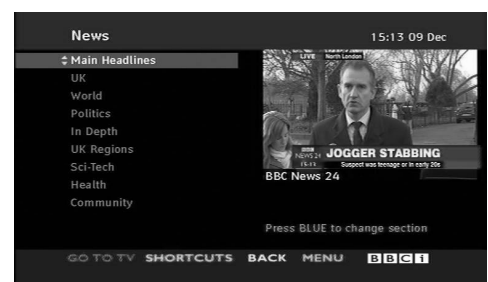 News 15:13 09 Dec
Main Headlines
UK
World
Politics
In Depth
UK Regions
Sci-Tech
Health
Community
LIVE North London
BBC
NEWS 24 JOGGER STABBING
15:13 Suspect was teenage or in early 20s
BBC News 24
Press BLUE to change section
GO TO TV SHORTCUTS BACK MENU BBCi